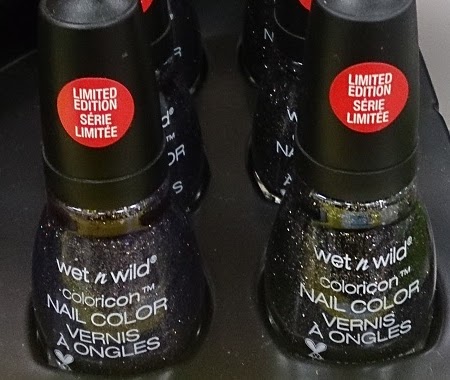 LIMITED
EDITION
SÉRIE
LIMITÉE
wet n wild®
coloricon™
NAIL COLOR
VERNIS
À ONGLES
LIMITED
EDITION
SÉRIE
LIMITÉE
wet n wild®
coloricon™
NAIL COLOR
VERNIS
À ONGLES